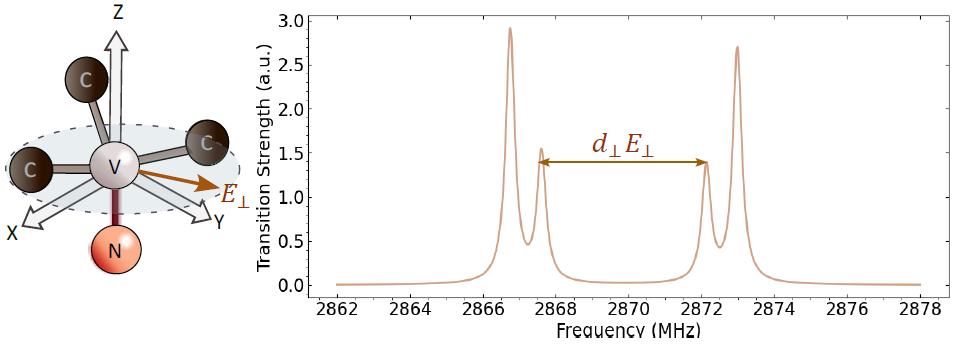 Z
C
C
C
V
E⊥
X
Y
N
Transition Strength (a.u.)
3.0
2.5
2.0
1.5
1.0
0.5
0.0
d⊥E⊥
2862 2864 2866 2868 2870 2872 2874 2876 2878
Frequency (MHz)